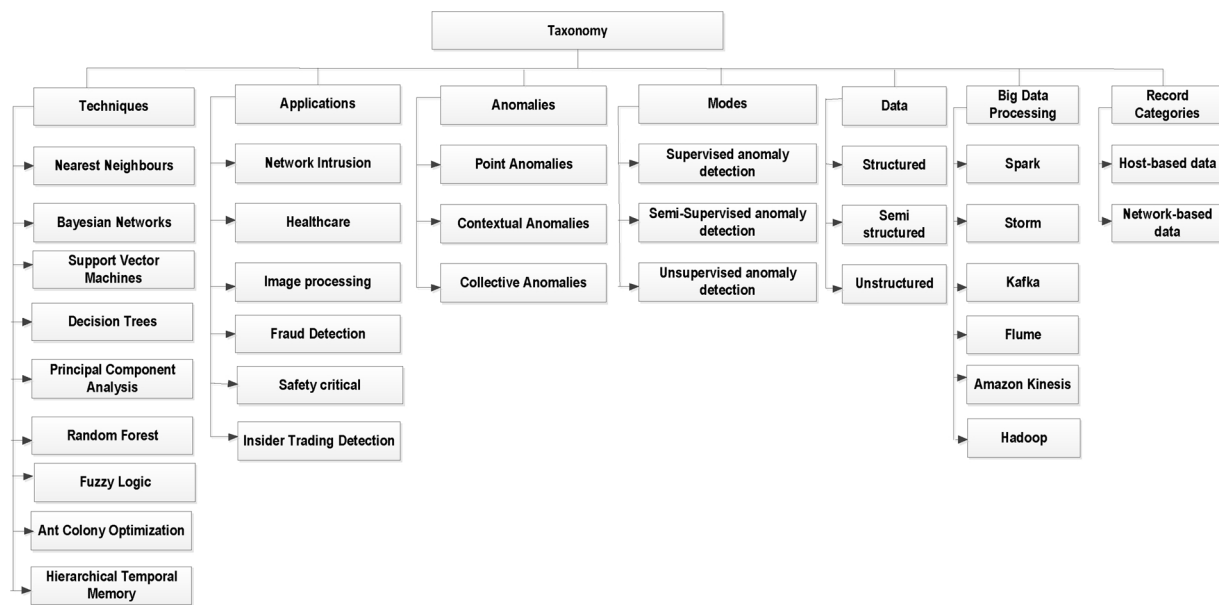 Taxonomy
Techniques
Nearest Neighbours
Bayesian Networks
Support Vector
Machines
Decision Trees
Principal Component
Analysis
Random Forest
Fuzzy Logic
Ant Colony Optimization
Hierarchical Temporal
Memory
Applications
Network Intrusion
Healthcare
Image processing
Fraud Detection
Safety critical
Insider Trading Detection
Anomalies
Point Anomalies
Contextual Anomalies
Collective Anomalies
Modes
Supervised anomaly
detection
Semi-Supervised anomaly
detection
Unsupervised anomaly
detection
Data
Structured
Semi
structured
Unstructured
Big Data
Processing
Spark
Storm
Kafka
Flume
Amazon Kinesis
Hadoop
Record
Categories
Host-based data
Network-based
data